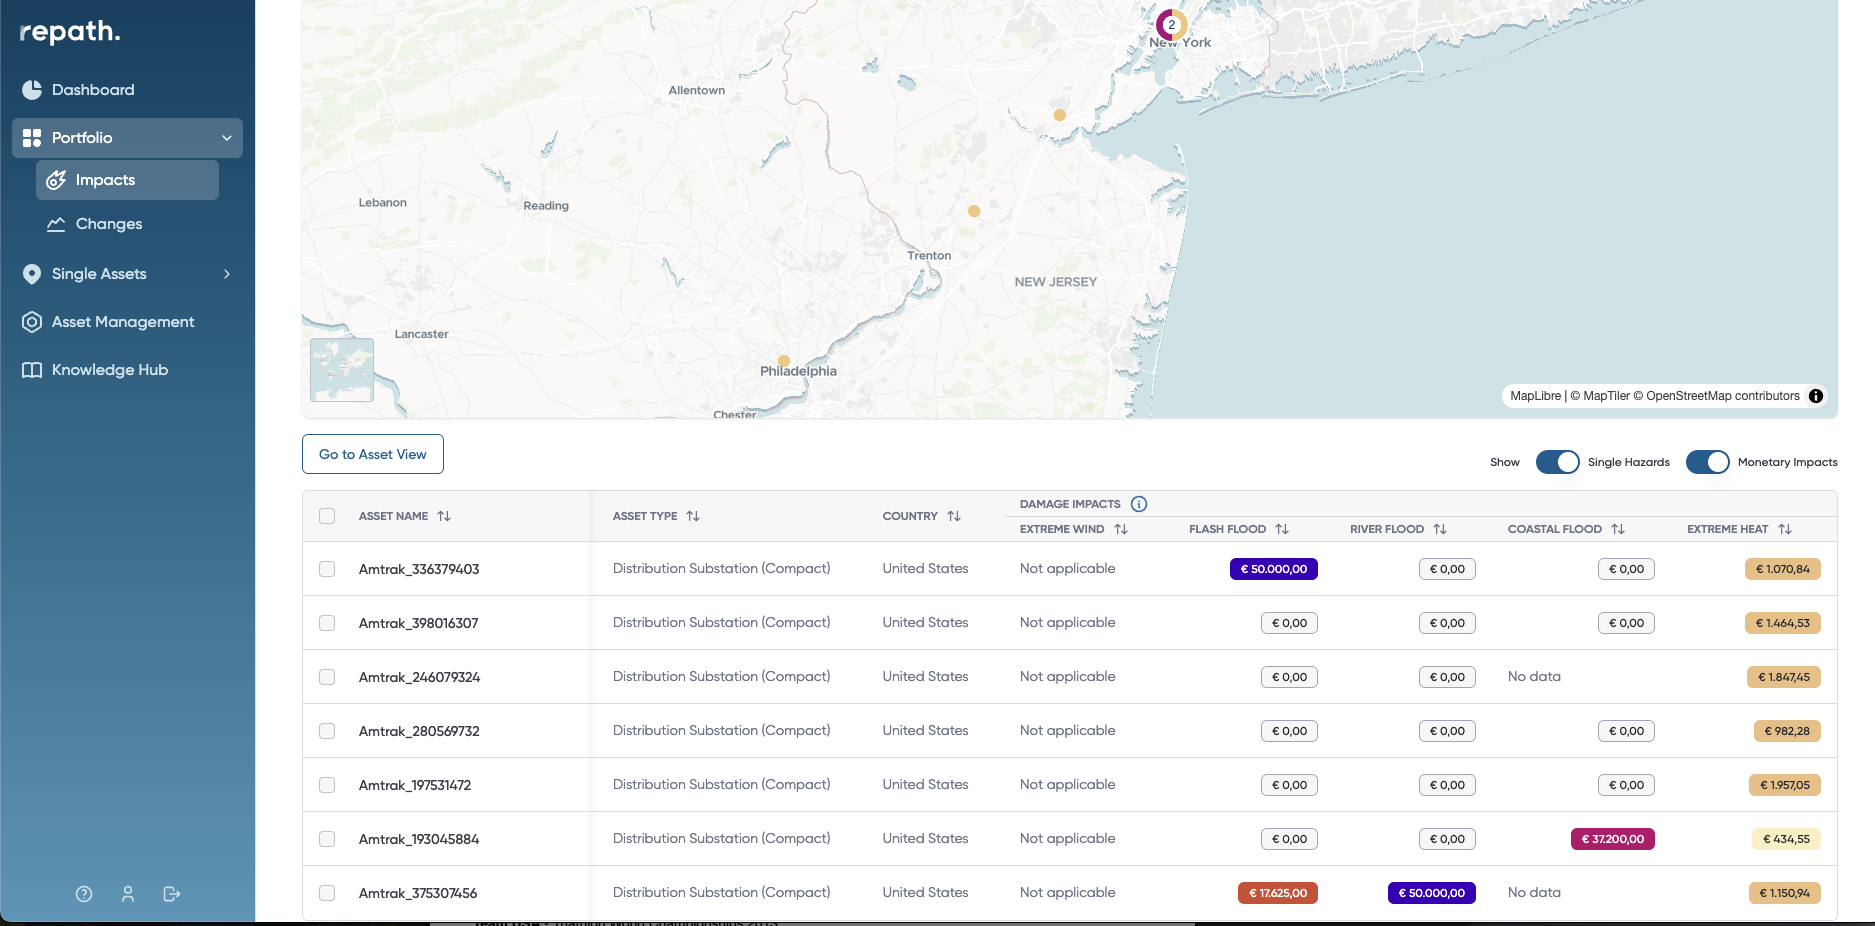 repath.
Dashboard
Portfolio
Impacts
Changes
Single Assets
Asset Management
Knowledge Hub
2
New York
Allentown
Lebanon
Reading
Trenton
NEW JERSEY
Lancaster
Philadelphia
Chester
MapLibre | © MapTiler © OpenStreetMap contributors
Go to Asset View
Show Single Hazards Monetary Impacts
DAMAGE IMPACTS
ASSET NAME ASSET TYPE COUNTRY EXTREME WIND FLASH FLOOD RIVER FLOOD COASTAL FLOOD EXTREME HEAT
Amtrak_336379403 Distribution Substation (Compact) United States Not applicable € 50.000,00 € 0,00 € 0,00 € 1.070,84
Amtrak_398016307 Distribution Substation (Compact) United States Not applicable € 0,00 € 0,00 € 0,00 € 1.464,53
Amtrak_246079324 Distribution Substation (Compact) United States Not applicable € 0,00 € 0,00 No data € 1.847,45
Amtrak_280569732 Distribution Substation (Compact) United States Not applicable € 0,00 € 0,00 € 0,00 € 982,28
Amtrak_197531472 Distribution Substation (Compact) United States Not applicable € 0,00 € 0,00 € 0,00 € 1.957,05
Amtrak_193045884 Distribution Substation (Compact) United States Not applicable € 0,00 € 0,00 € 37.200,00 € 434,55
Amtrak_375307456 Distribution Substation (Compact) United States Not applicable € 17.625,00 € 50.000,00 No data € 1.150,94